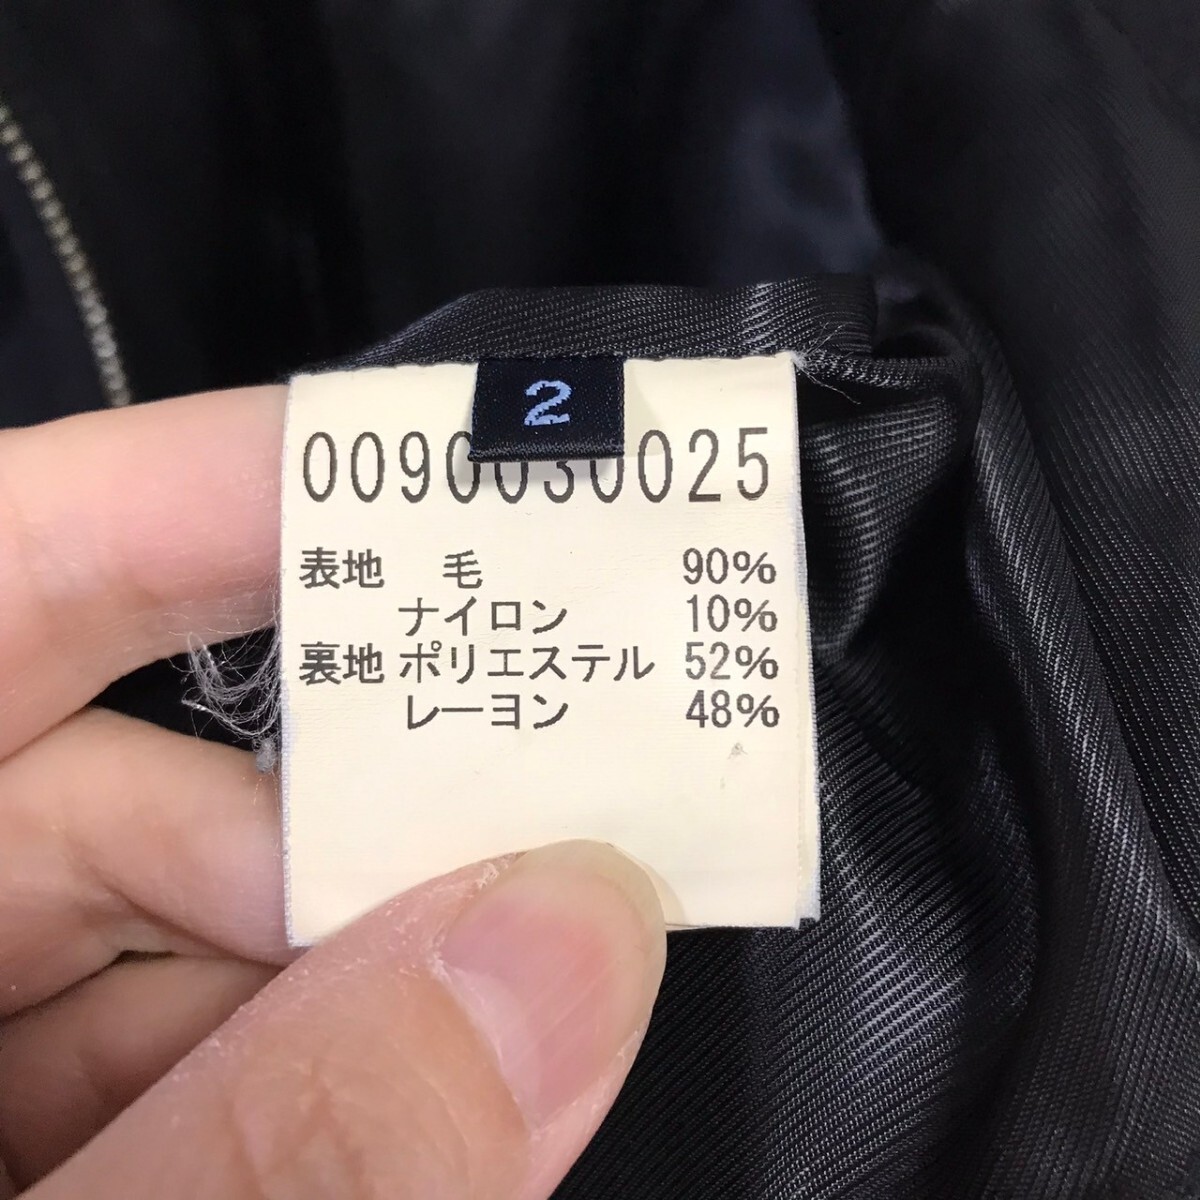 2
0090030025
表地 毛 90%
ナイロン 10%
裏地 ポリエステル 52%
レーヨン 48%